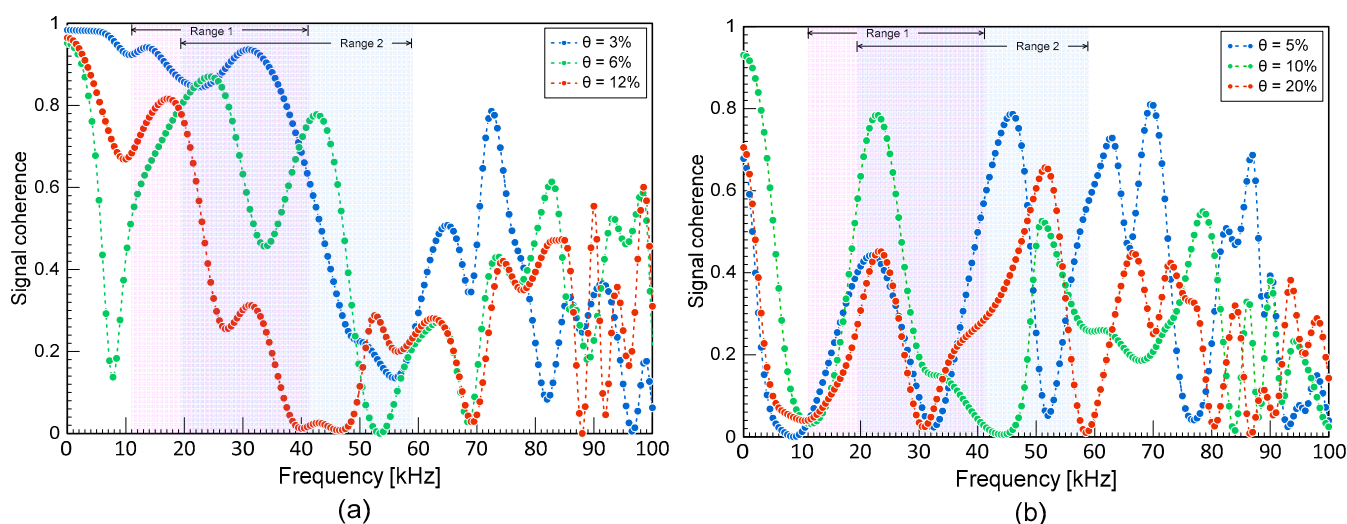 1
0.8
0.6
0.4
0.2
0
Signal coherence
Range 1
Range 2
θ = 3%
θ = 6%
θ = 12%
0 10 20 30 40 50 60 70 80 90 100
Frequency [kHz]
(a)
1
0.8
0.6
0.4
0.2
0
Signal coherence
Range 1
Range 2
θ = 5%
θ = 10%
θ = 20%
0 10 20 30 40 50 60 70 80 90 100
Frequency [kHz]
(b)